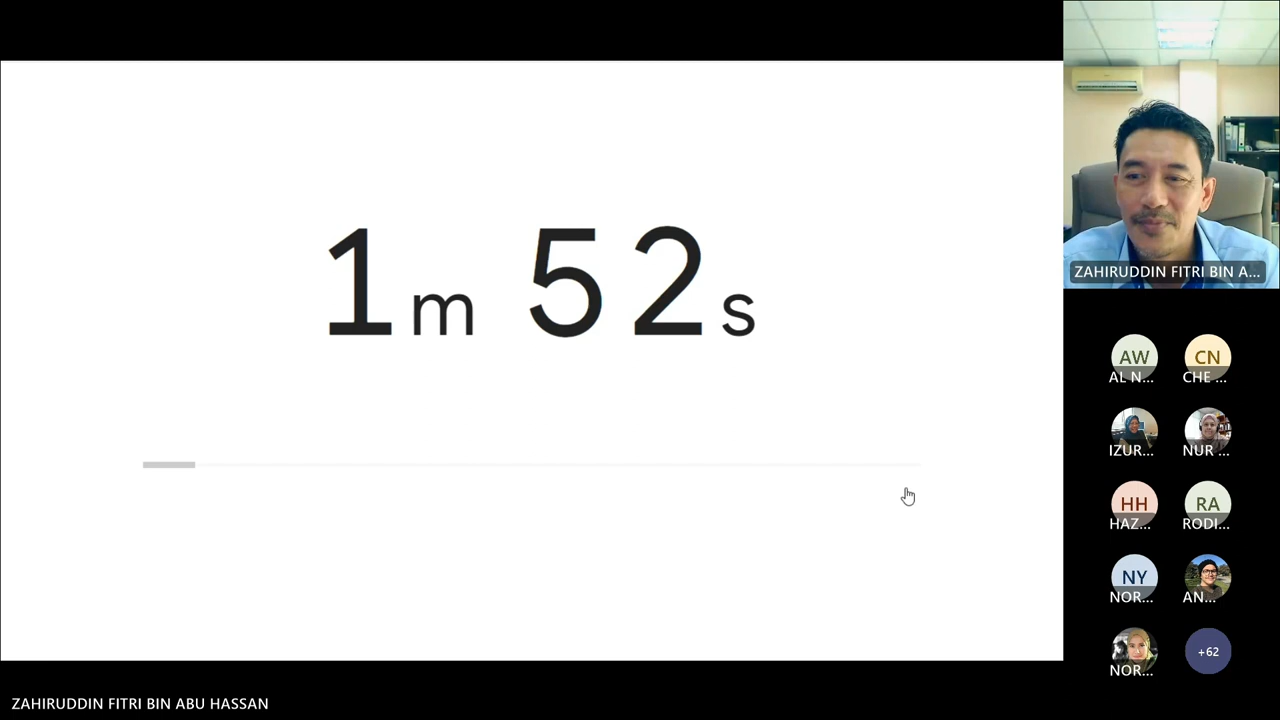 1m 52s
ZAHIRUDDIN FITRI BIN A...
AW CN
AL N... CHE ...
IZUR... NUR ...
HH RA
HAZ... RODI...
NY
NOR... AN...
NOR... +62
ZAHIRUDDIN FITRI BIN ABU HASSAN